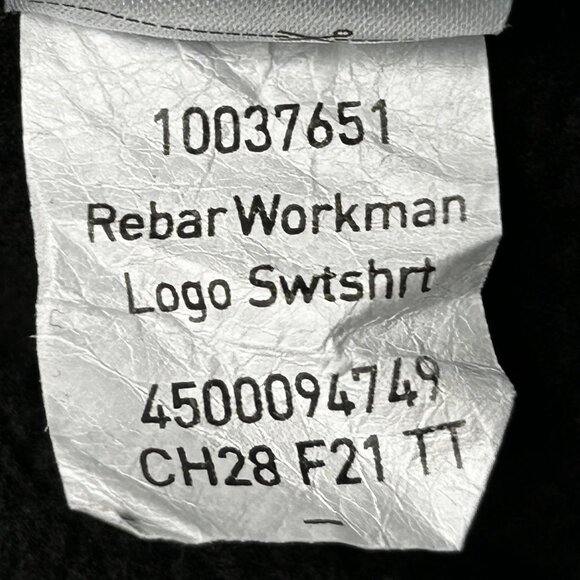 10037651
Rebar Workman
Logo Swtshrt
4500094749
CH28 F21 TT